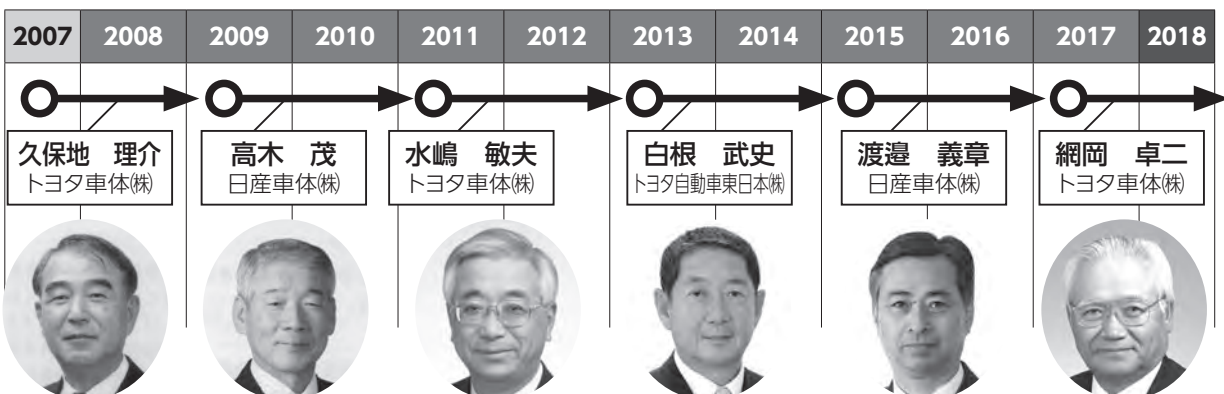 2007 2008 2009 2010 2011 2012 2013 2014 2015 2016 2017 2018
久保地 理介
トヨタ車体㈱
高木 茂
日産車体㈱
水嶋 敏夫
トヨタ車体㈱
白根 武史
トヨタ自動車東日本㈱
渡邉 義章
日産車体㈱
網岡 卓二
トヨタ車体㈱